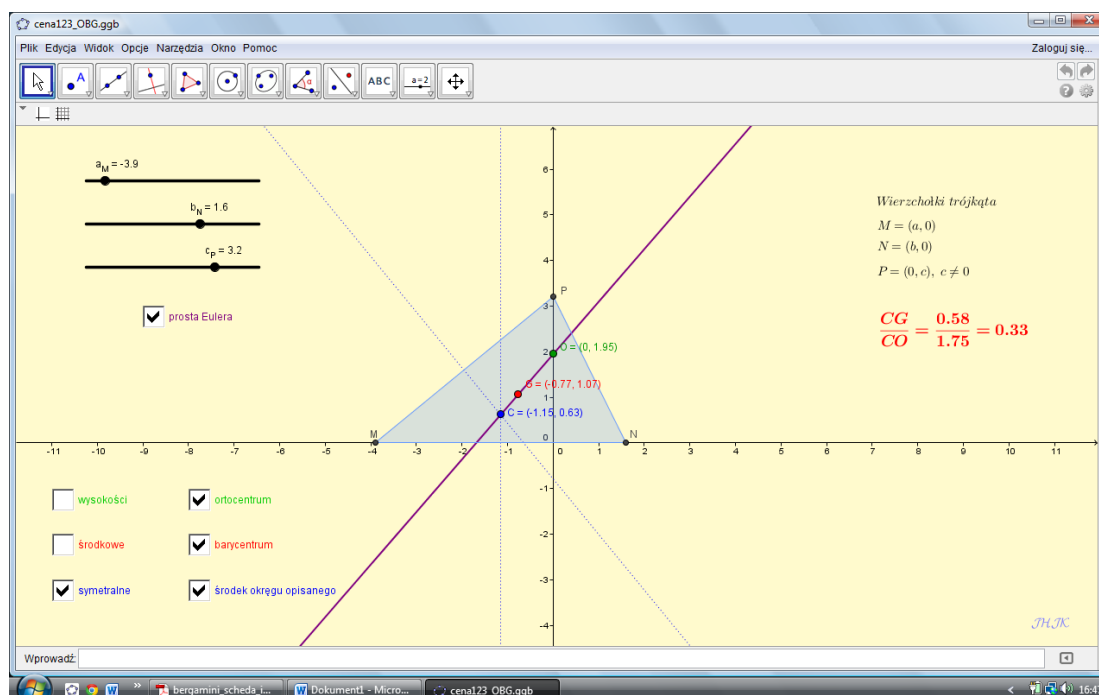 cena123_OBG.ggb
Plik Edycja Widok Opcje Narzędzia Okno Pomoc
Zaloguj się...
A
α
ABC
a=2
a_M = -3.9
b_N = 1.6
c_P = 3.2
prosta Eulera
Wierzchołki trójkąta
M = (a, 0)
N = (b, 0)
P = (0, c), c ≠ 0
CG/CO = 0.58/1.75 = 0.33
6
5
4
3
2
1
0
-1
-2
-3
-4
P
O = (0, 1.95)
G = (-0.77, 1.07)
C = (-1.15, 0.63)
M
N
-11 -10 -9 -8 -7 -6 -5 -4 -3 -2 -1 0 1 2 3 4 5 6 7 8 9 10 11
wysokości
ortocentrum
środkowe
barycentrum
symetralne
środek okręgu opisanego
JH,JK
Wprowadź:
bergamini_scheda_i...
Dokument1 - Micro...
cena123_OBG.ggb